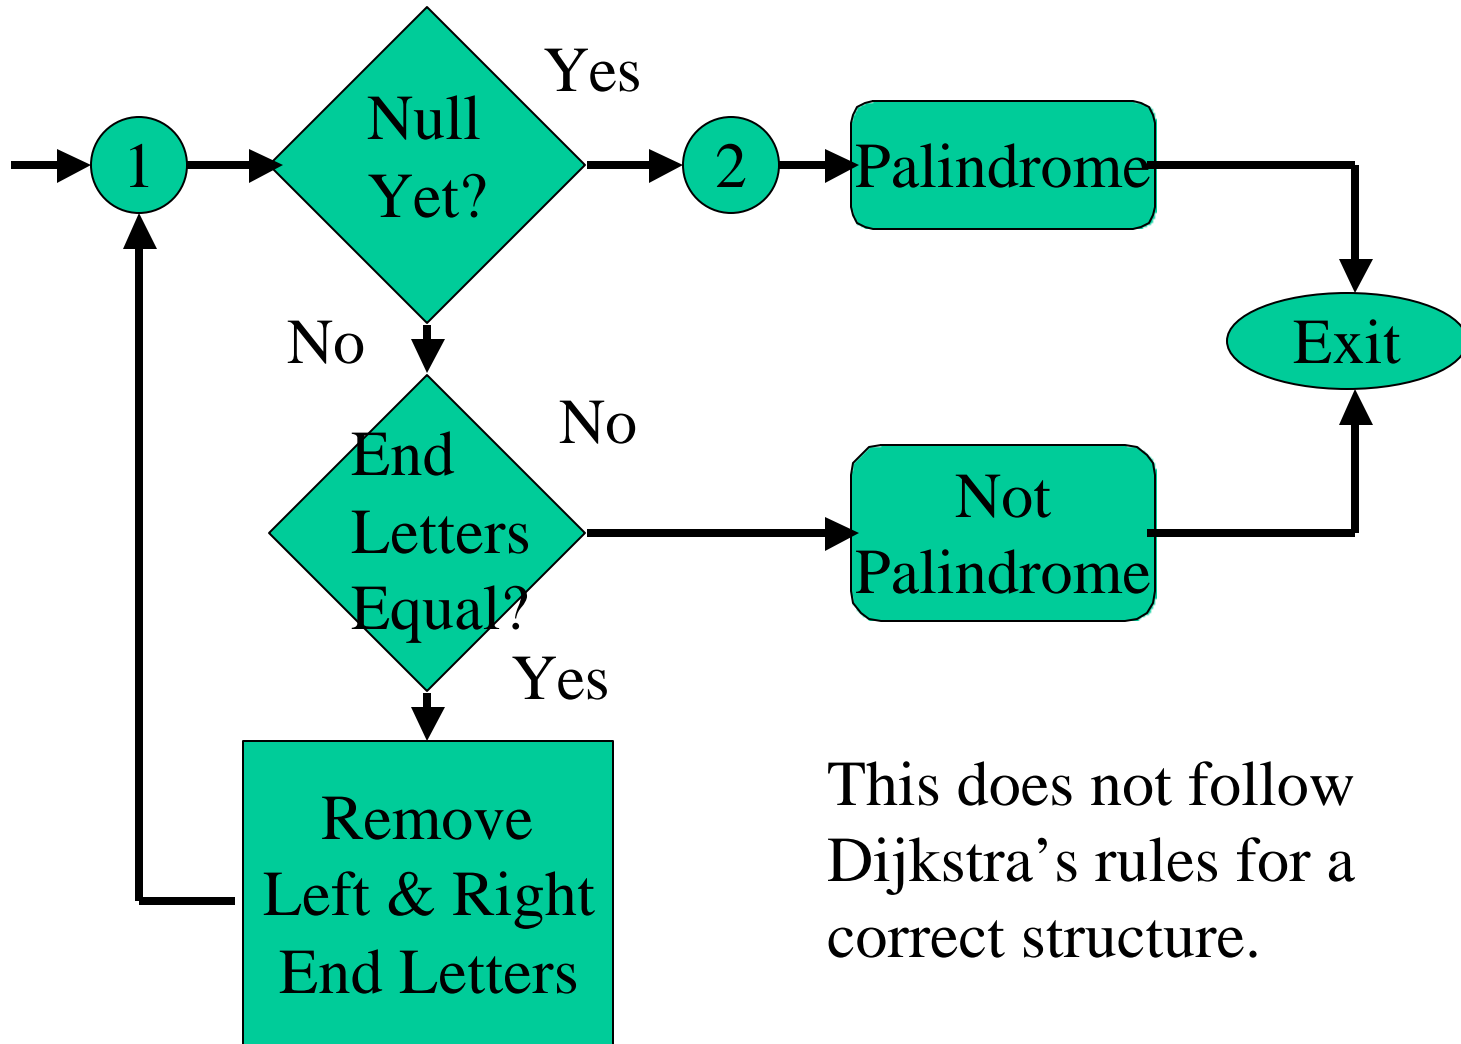 Yes
Null
Yet?
1
2
Palindrome
No
Exit
End
Letters
Equal?
No
Not
Palindrome
Yes
Remove
Left & Right
End Letters
This does not follow
Dijkstra’s rules for a
correct structure.